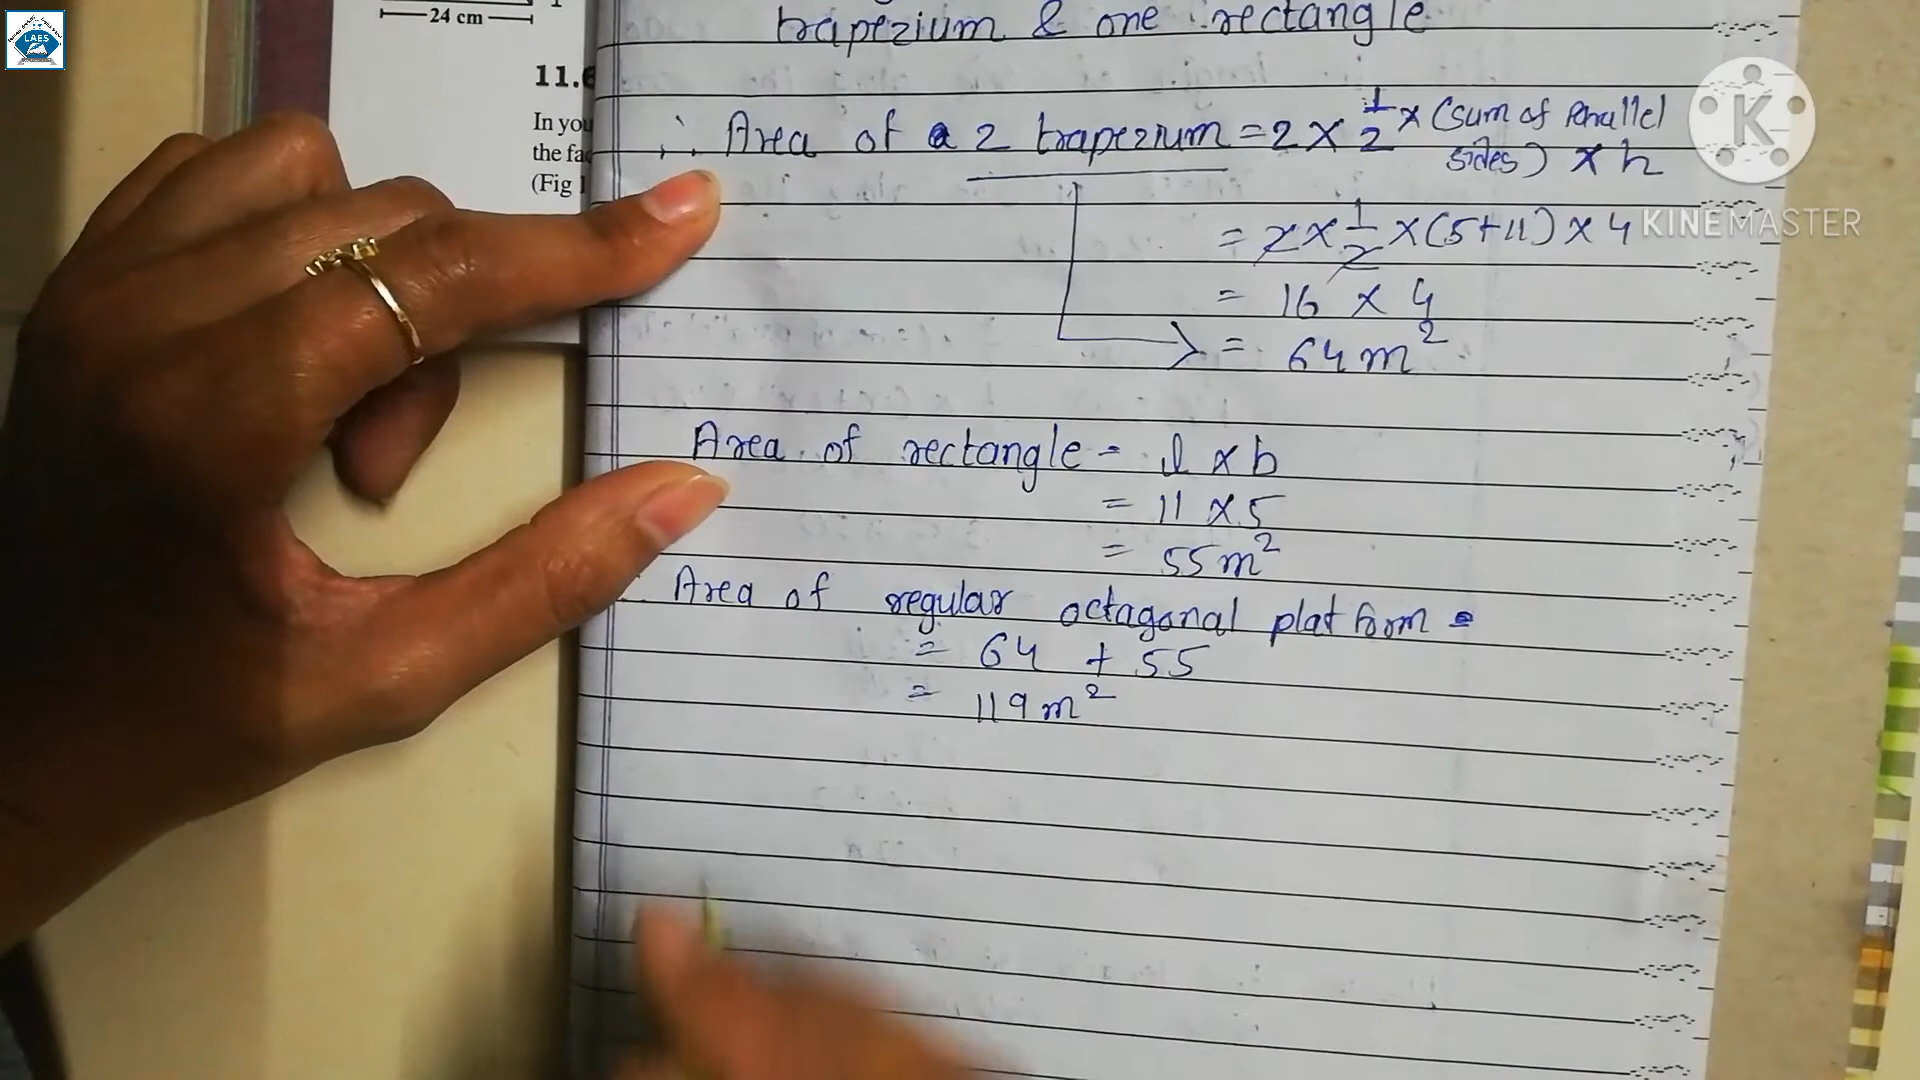 LAES
24 cm
11.6
In you
the fa
(Fig 1
trapezium & one rectangle
∴ Area of a 2 trapezium = 2 × 1/2 × (sum of Parallel
sides) × h
= 2 × 1/2 × (5+11) × 4
= 16 × 4
= 64 m²
Area of rectangle = l × b
= 11 × 5
= 55 m²
Area of regular octagonal platform =
= 64 + 55
= 119 m²
K
KINEMASTER